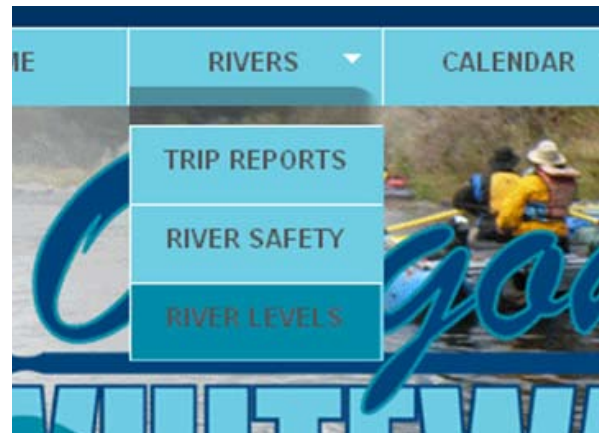 ME
RIVERS
CALENDAR
TRIP REPORTS
RIVER SAFETY
RIVER LEVELS